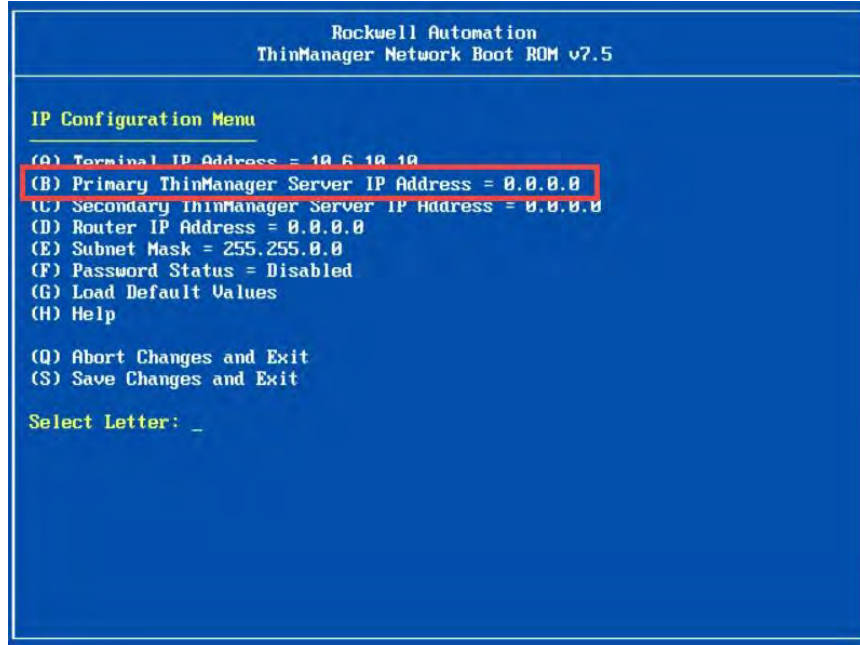 Rockwell Automation
ThinManager Network Boot ROM v7.5
IP Configuration Menu
(A) Terminal IP Address = 10.6.10.10
(B) Primary ThinManager Server IP Address = 0.0.0.0
(C) Secondary ThinManager Server IP Address = 0.0.0.0
(D) Router IP Address = 0.0.0.0
(E) Subnet Mask = 255.255.0.0
(F) Password Status = Disabled
(G) Load Default Values
(H) Help
(Q) Abort Changes and Exit
(S) Save Changes and Exit
Select Letter: _